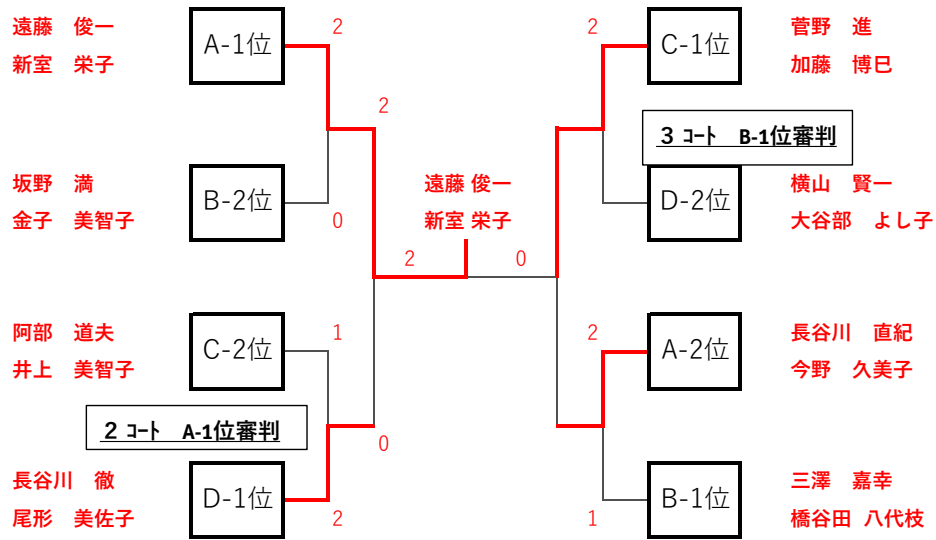 遠藤　俊一
新室　栄子
A-1位
2
2
C-1位
菅野　進
加藤　博巳
2
3 ｺｰﾄ　B-1位審判
坂野　満
金子　美智子
B-2位
0
遠藤 俊一
新室 栄子
D-2位
横山　賢一
大谷部　よし子
2
0
阿部　道夫
井上　美智子
C-2位
1
2
A-2位
長谷川　直紀
今野　久美子
2 ｺｰﾄ　A-1位審判
0
長谷川　徹
尾形　美佐子
D-1位
2
1
B-1位
三澤　嘉幸
橋谷田 八代枝